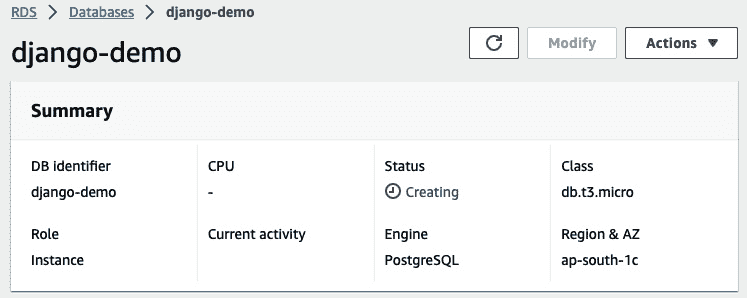 RDS > Databases > django-demo
django-demo
Modify
Actions ▼
Summary
DB identifier
django-demo
CPU
-
Status
Creating
Class
db.t3.micro
Role
Instance
Current activity
Engine
PostgreSQL
Region & AZ
ap-south-1c